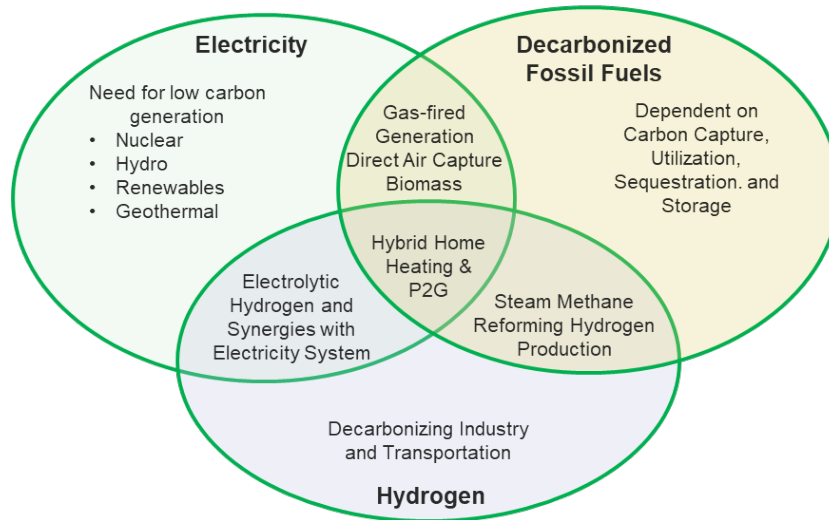 Electricity
Need for low carbon
generation
• Nuclear
• Hydro
• Renewables
• Geothermal
Gas-fired
Generation
Direct Air Capture
Biomass
Decarbonized
Fossil Fuels
Dependent on
Carbon Capture,
Utilization,
Sequestration. and
Storage
Hybrid Home
Heating &
P2G
Electrolytic
Hydrogen and
Synergies with
Electricity System
Steam Methane
Reforming Hydrogen
Production
Decarbonizing Industry
and Transportation
Hydrogen